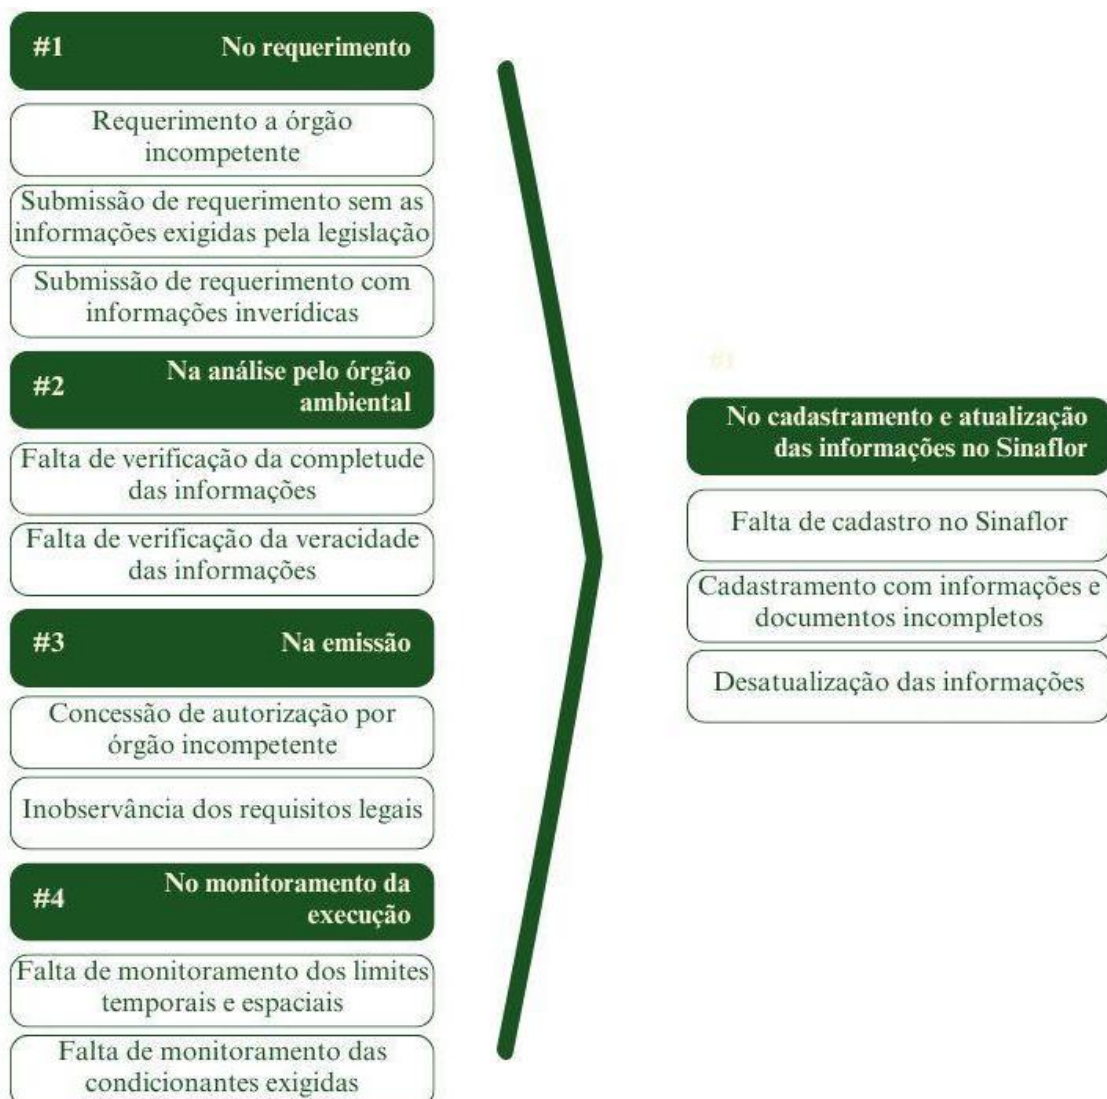 #1 No requerimento
Requerimento a órgão
incompetente
Submissão de requerimento sem as
informações exigidas pela legislação
Submissão de requerimento com
informações inverídicas
#2 Na análise pelo órgão
ambiental
Falta de verificação da completude
das informações
Falta de verificação da veracidade
das informações
#3 Na emissão
Concessão de autorização por
órgão incompetente
Inobservância dos requisitos legais
#4 No monitoramento da
execução
Falta de monitoramento dos limites
temporais e espaciais
Falta de monitoramento das
condicionantes exigidas
No cadastramento e atualização
das informações no Sinaflor
Falta de cadastro no Sinaflor
Cadastramento com informações e
documentos incompletos
Desatualização das informações